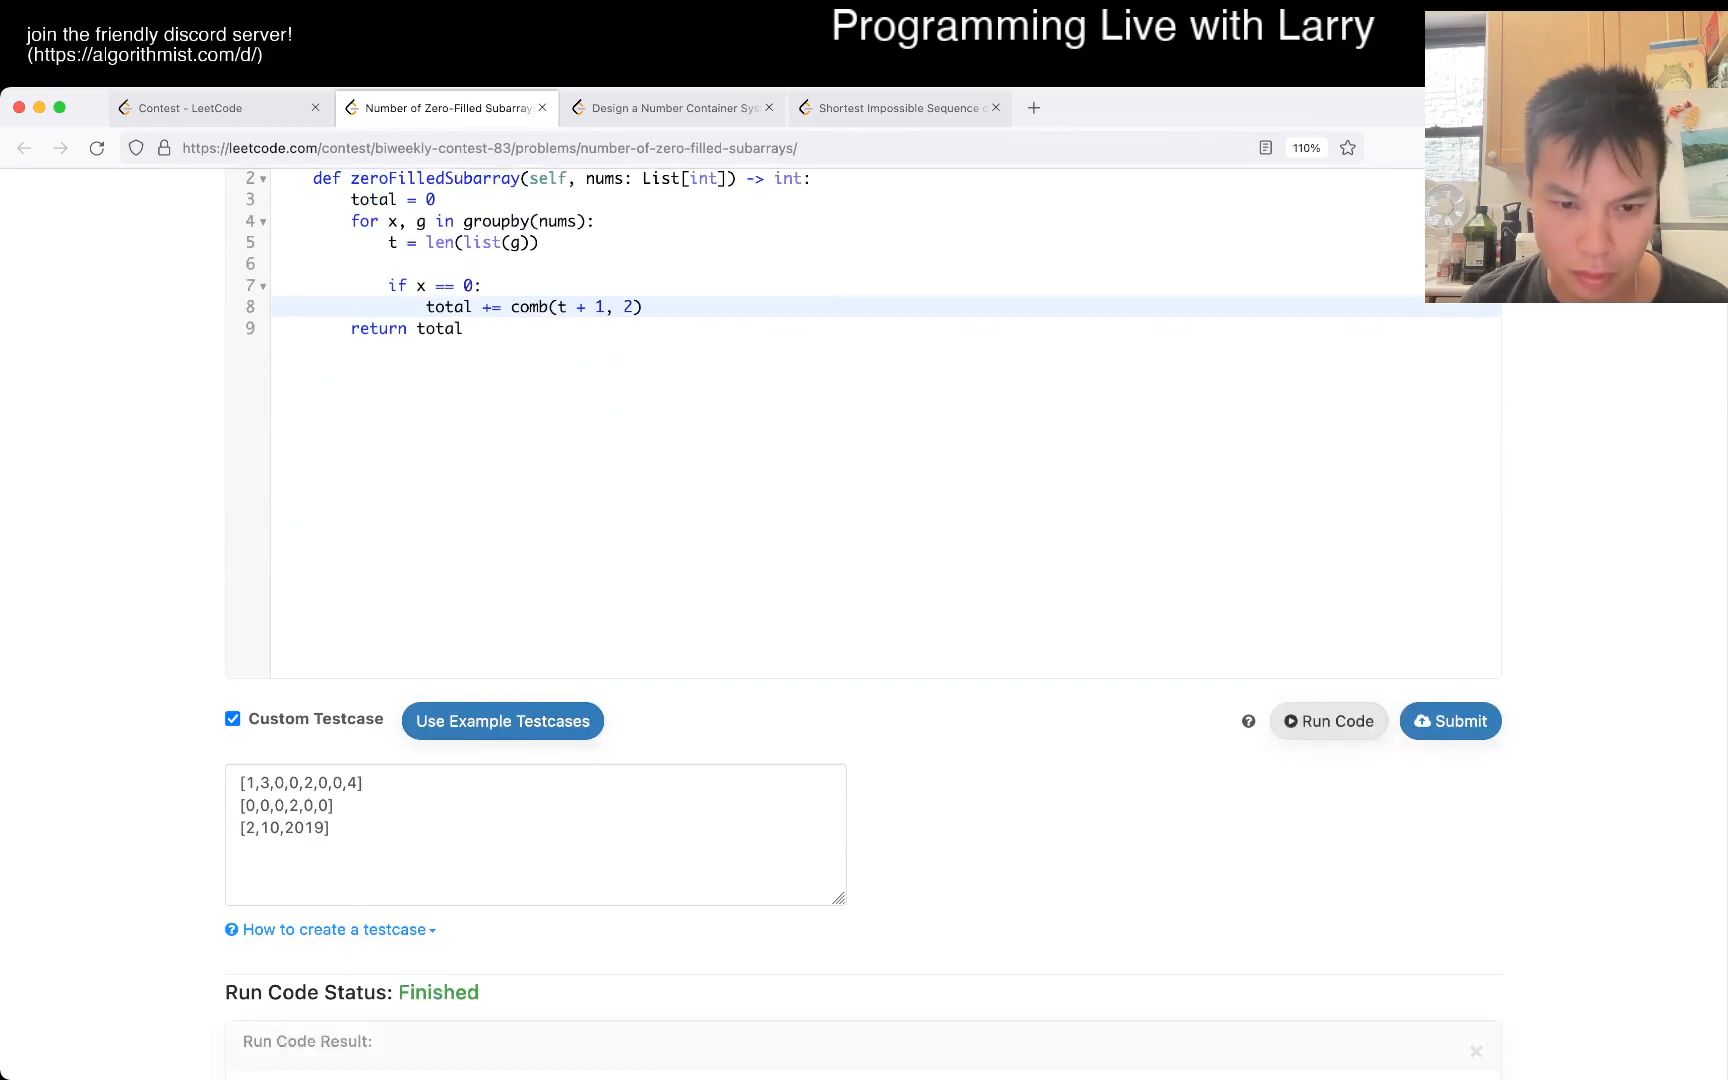 join the friendly discord server!
(https://algorithmist.com/d/)
Programming Live with Larry
Contest - LeetCode
Number of Zero-Filled Subarray
Design a Number Container Sys
Shortest Impossible Sequence o
https://leetcode.com/contest/biweekly-contest-83/problems/number-of-zero-filled-subarrays/
110%
2 def zeroFilledSubarray(self, nums: List[int]) -> int:
3 total = 0
4 for x, g in groupby(nums):
5 t = len(list(g))
6
7 if x == 0:
8 total += comb(t + 1, 2)
9 return total
Custom Testcase
Use Example Testcases
Run Code
Submit
[1,3,0,0,2,0,0,4]
[0,0,0,2,0,0]
[2,10,2019]
How to create a testcase
Run Code Status: Finished
Run Code Result: